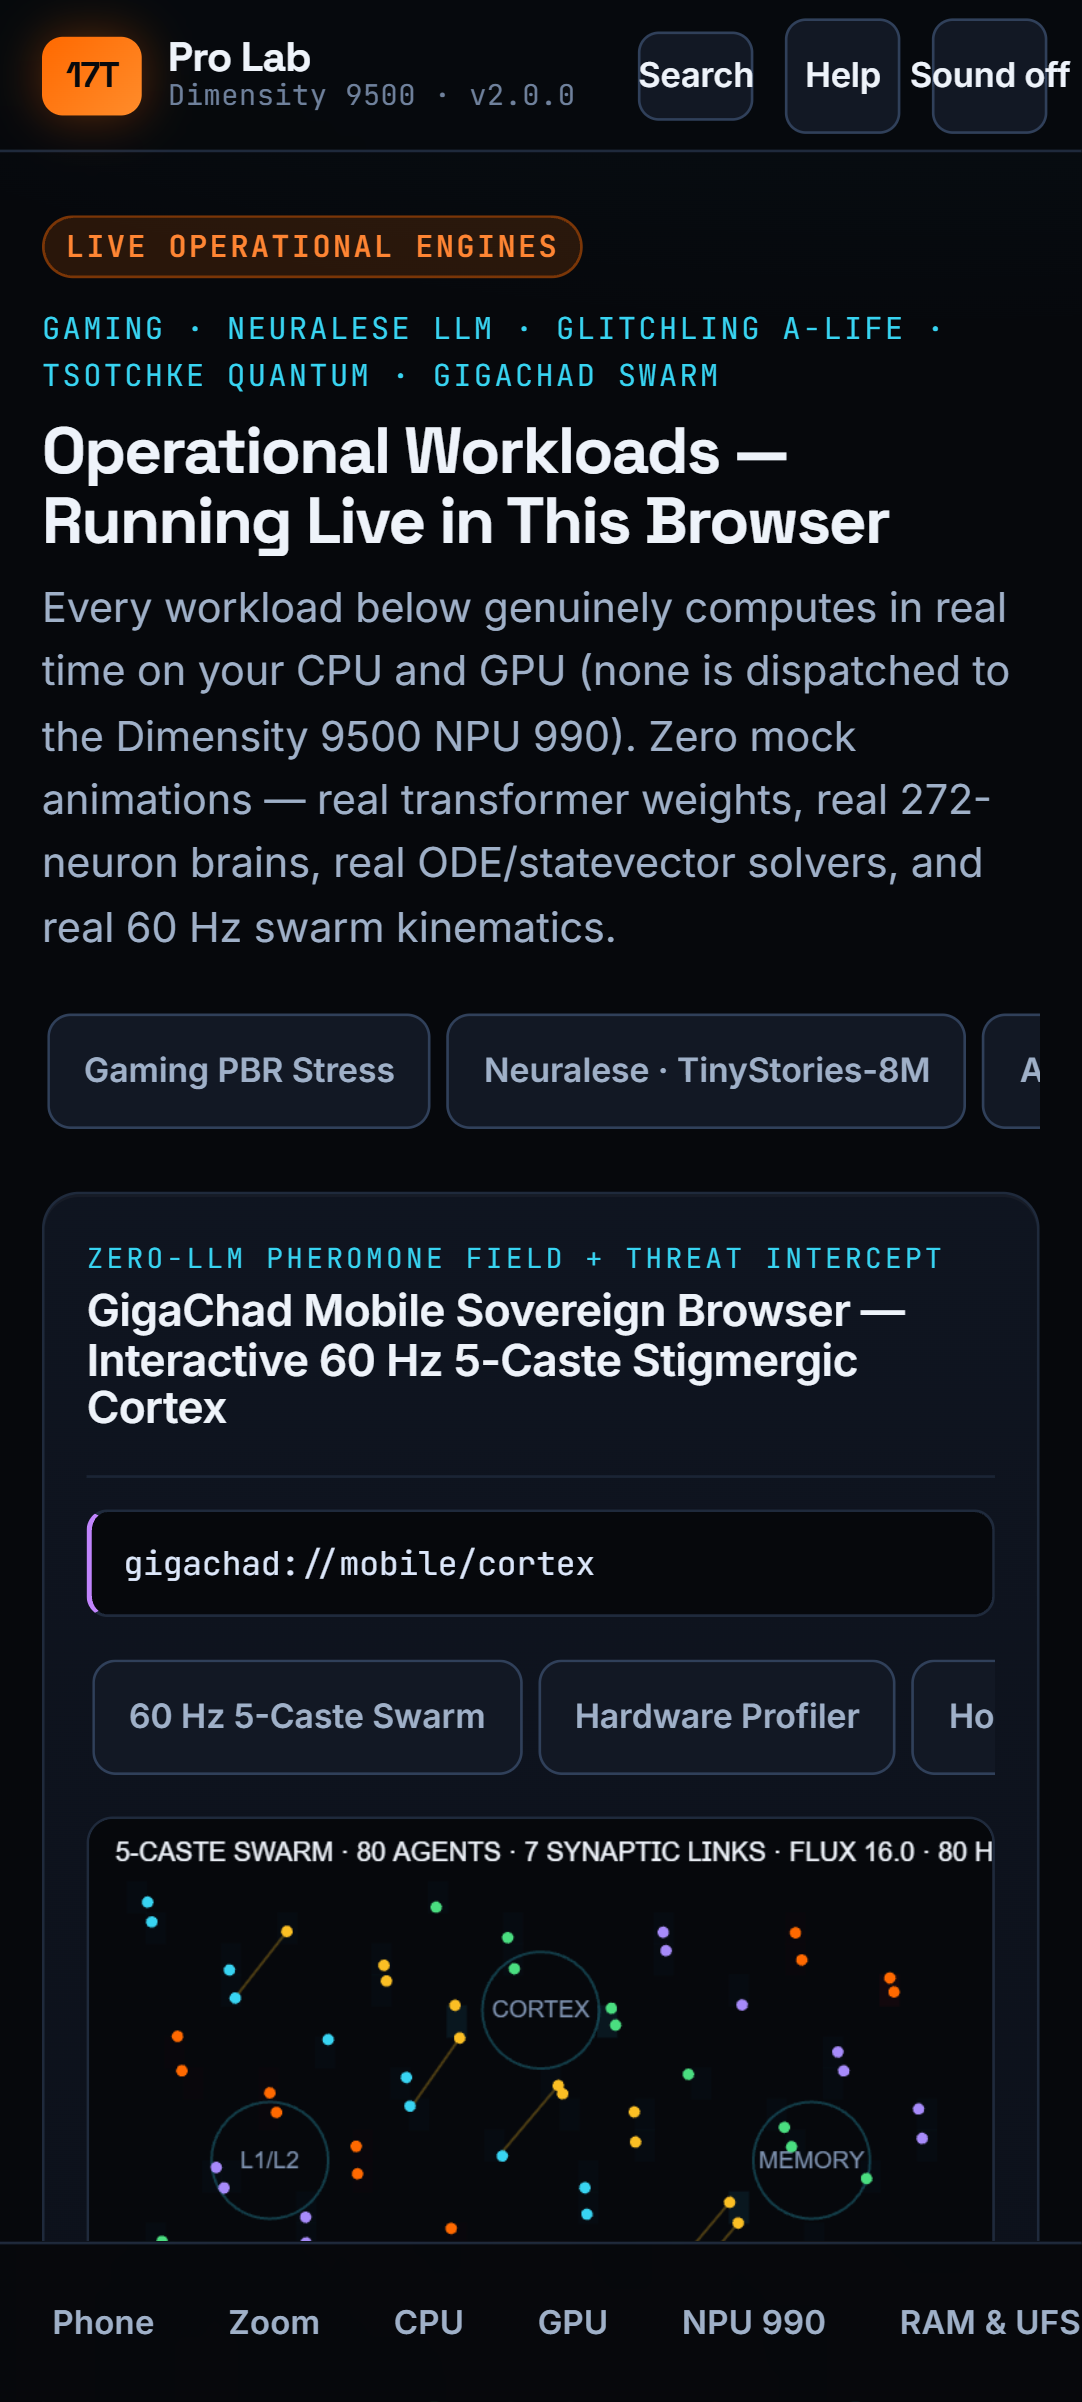 17T
Pro Lab
Dimensity 9500 · v2.0.0
Search
Help
Sound off
LIVE OPERATIONAL ENGINES
GAMING · NEURALESE LLM · GLITCHLING A-LIFE ·
TSOTCHKE QUANTUM · GIGACHAD SWARM
Operational Workloads —
Running Live in This Browser
Every workload below genuinely computes in real
time on your CPU and GPU (none is dispatched to
the Dimensity 9500 NPU 990). Zero mock
animations — real transformer weights, real 272-
neuron brains, real ODE/statevector solvers, and
real 60 Hz swarm kinematics.
Gaming PBR Stress
Neuralese · TinyStories-8M
A
ZERO-LLM PHEROMONE FIELD + THREAT INTERCEPT
GigaChad Mobile Sovereign Browser —
Interactive 60 Hz 5-Caste Stigmergic
Cortex
gigachad://mobile/cortex
60 Hz 5-Caste Swarm
Hardware Profiler
Ho
5-CASTE SWARM · 80 AGENTS · 7 SYNAPTIC LINKS · FLUX 16.0 · 80 H
CORTEX
L1/L2
MEMORY
Phone
Zoom
CPU
GPU
NPU 990
RAM & UFS